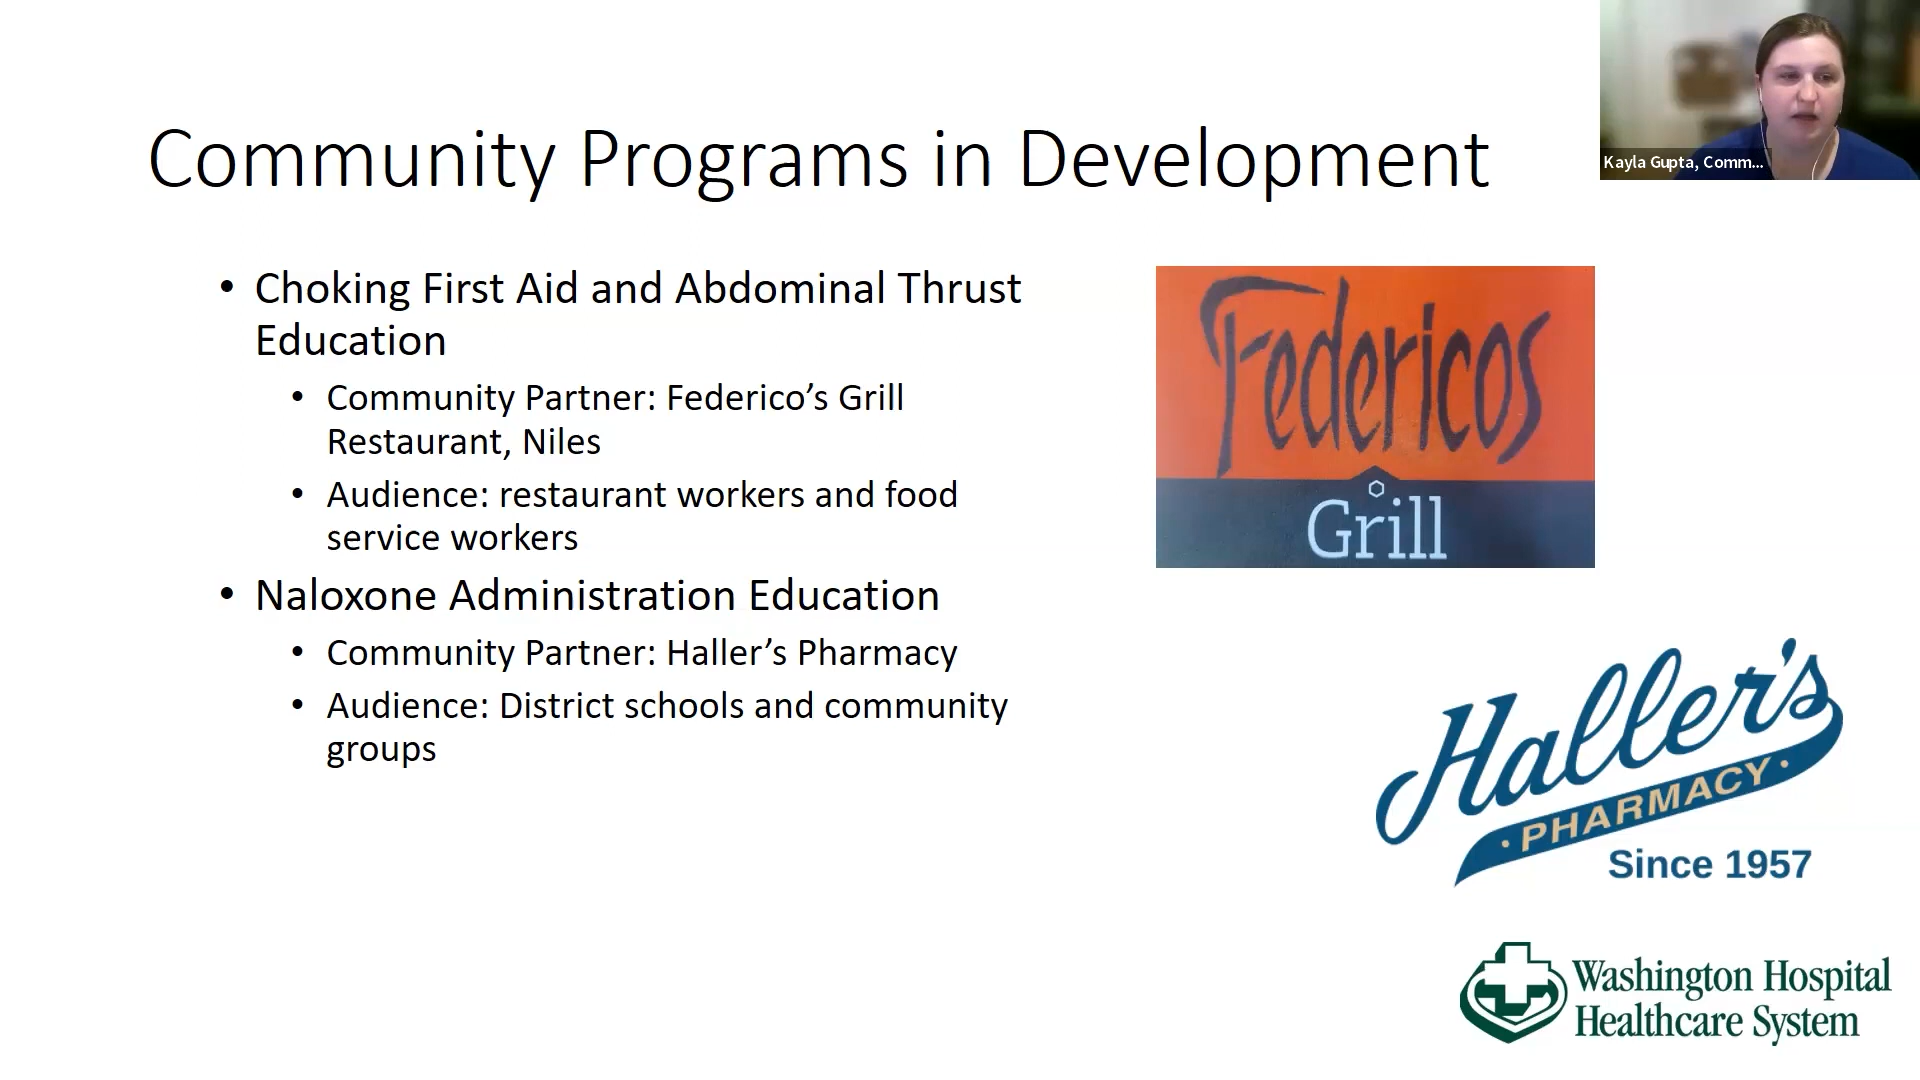 Community Programs in Development
Kayla Gupta, Comm...
• Choking First Aid and Abdominal Thrust
Education
• Community Partner: Federico’s Grill
Restaurant, Niles
• Audience: restaurant workers and food
service workers
• Naloxone Administration Education
• Community Partner: Haller’s Pharmacy
• Audience: District schools and community
groups
Federicos
Grill
Haller's
• PHARMACY •
Since 1957
Washington Hospital
Healthcare System